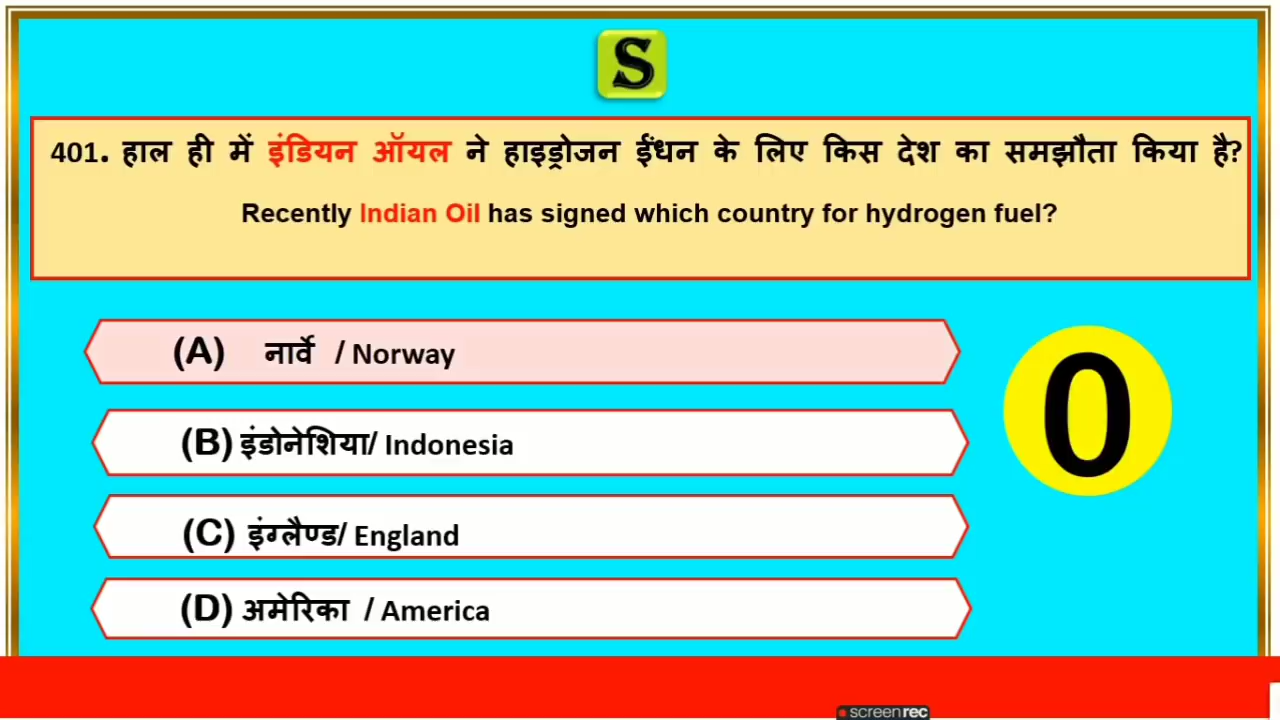 S
401. हाल ही में इंडियन ऑयल ने हाइड्रोजन ईंधन के लिए किस देश का समझौता किया है?
Recently Indian Oil has signed which country for hydrogen fuel?
(A) नार्वे / Norway
(B) इंडोनेशिया/ Indonesia
(C) इंग्लैण्ड/ England
(D) अमेरिका / America
0
screenrec